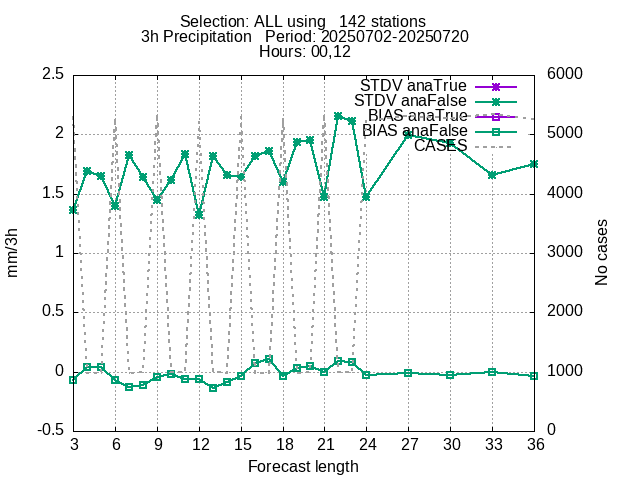 Selection: ALL using   142 stations
3h Precipitation   Period: 20250702-20250720
Hours: 00,12
STDV anaTrue
STDV anaFalse
BIAS anaTrue
BIAS anaFalse
CASES
2.5
2
1.5
1
0.5
0
-0.5
6000
5000
4000
3000
2000
1000
0
mm/3h
No cases
3 6 9 12 15 18 21 24 27 30 33 36
Forecast length